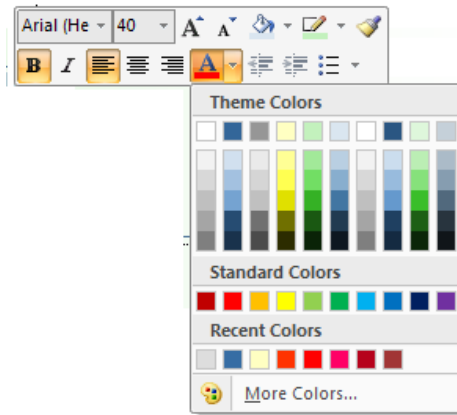 Arial (He 40 A A
B I A
Theme Colors
Standard Colors
Recent Colors
More Colors...